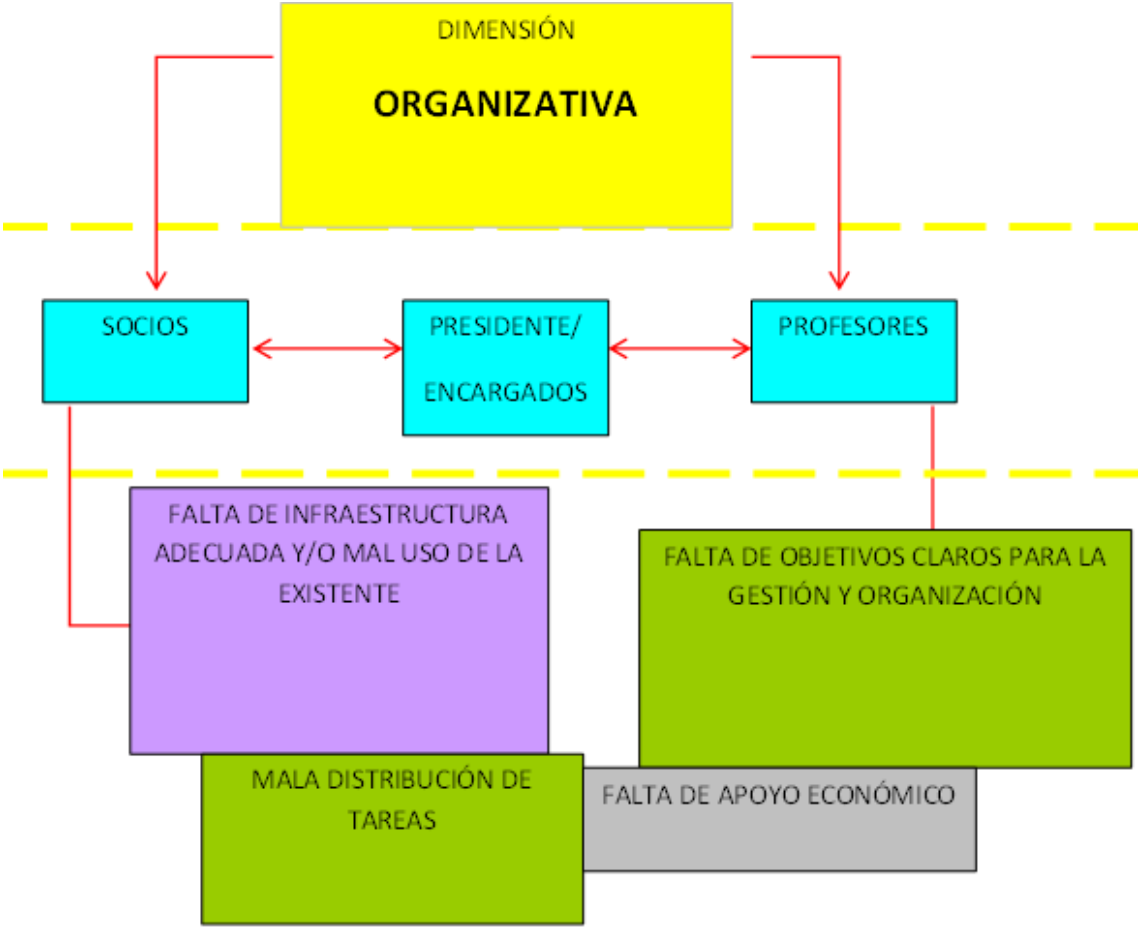 DIMENSIÓN
ORGANIZATIVA
SOCIOS
PRESIDENTE/
ENCARGADOS
PROFESORES
FALTA DE INFRAESTRUCTURA
ADECUADA Y/O MAL USO DE LA
EXISTENTE
FALTA DE OBJETIVOS CLAROS PARA LA
GESTIÓN Y ORGANIZACIÓN
MALA DISTRIBUCIÓN DE
TAREAS
FALTA DE APOYO ECONÓMICO